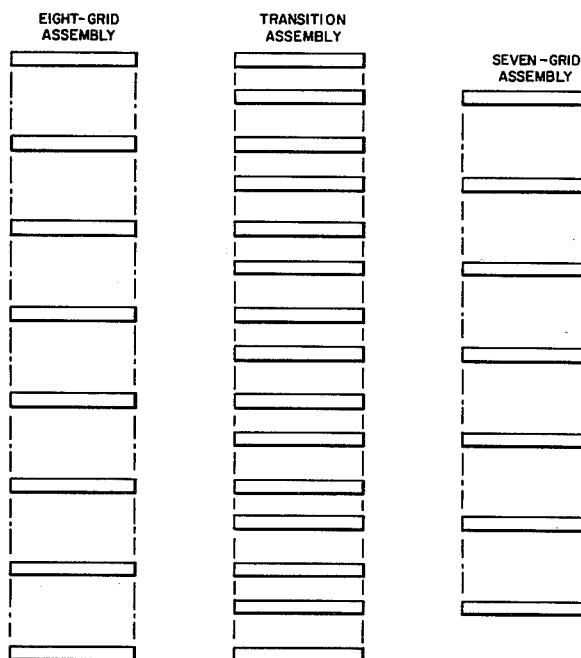 EIGHT-GRID
ASSEMBLY
TRANSITION
ASSEMBLY
SEVEN-GRID
ASSEMBLY